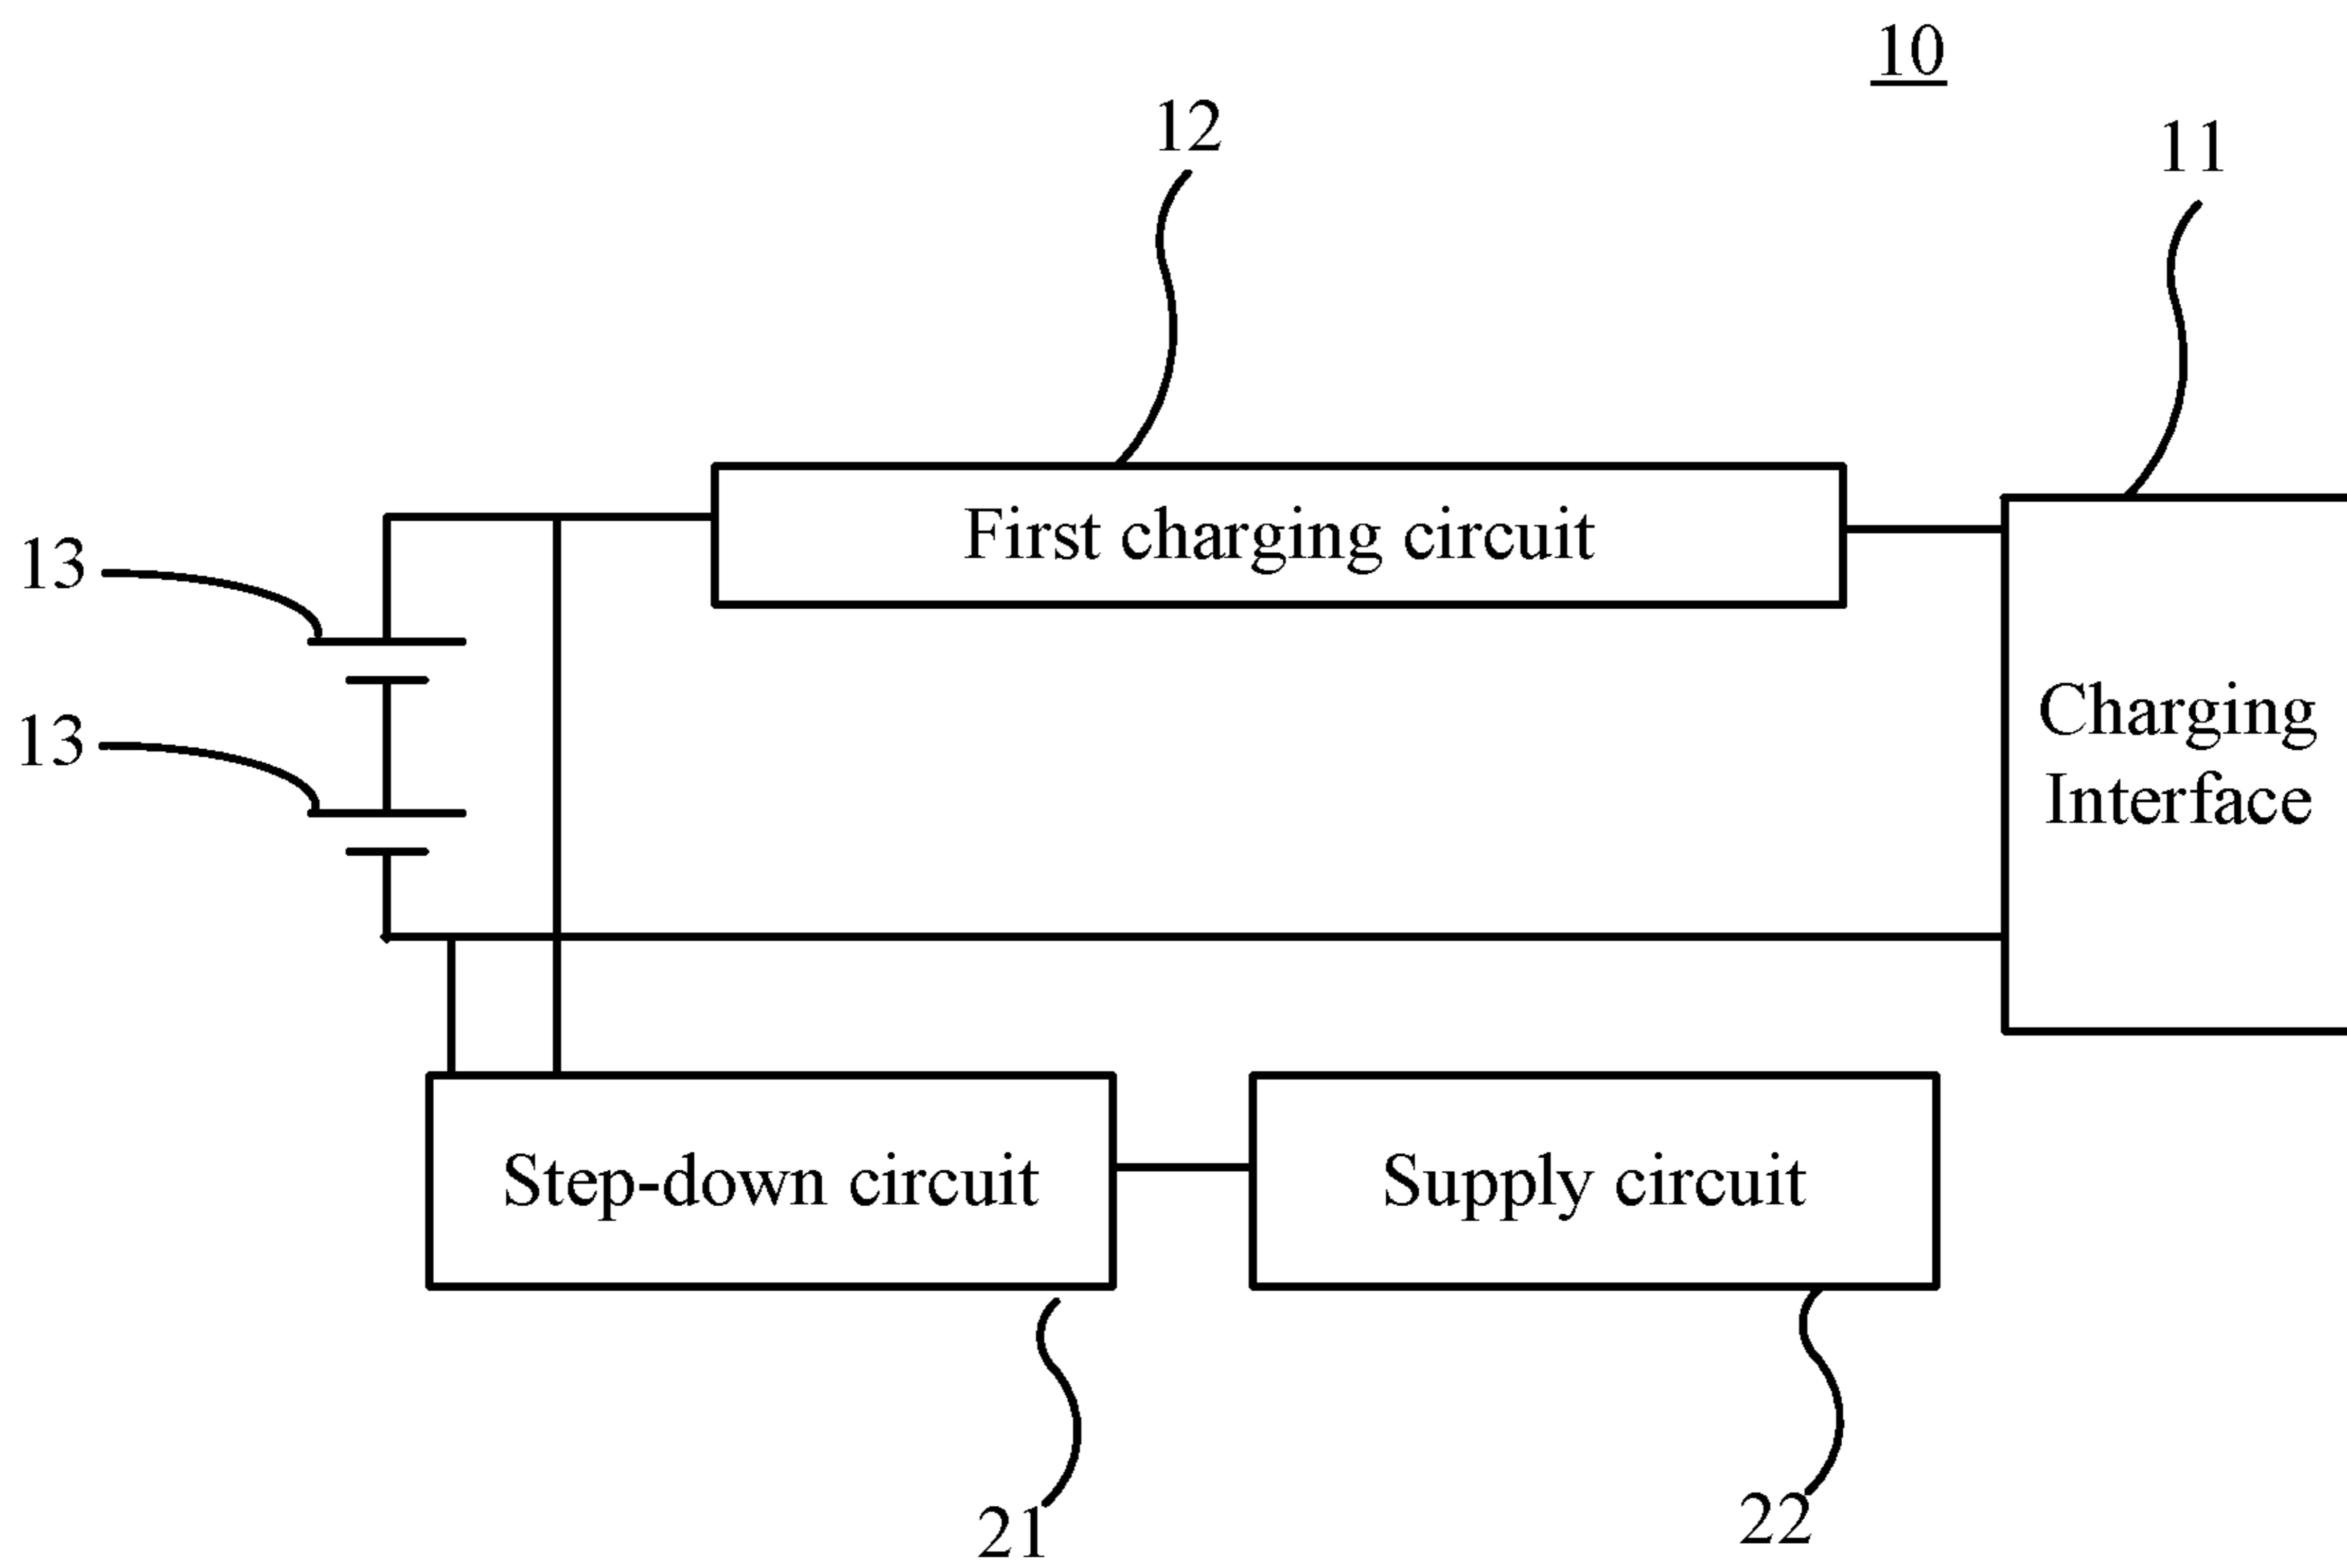 10
12
11
First charging circuit
13
13
Charging
Interface
Step-down circuit
Supply circuit
21
22